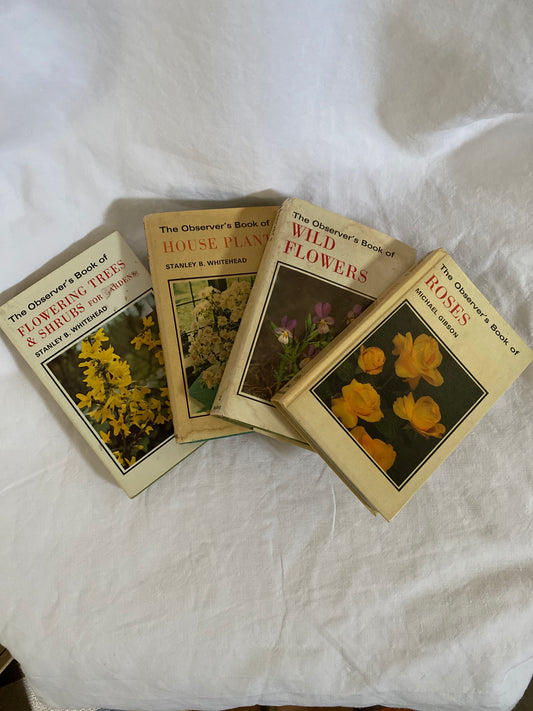 The Observer's Book of
FLOWERING TREES
& SHRUBS FOR GARDENS
STANLEY B. WHITEHEAD
The Observer's Book of
HOUSE PLANT
STANLEY B. WHITEHEAD
The Observer's Book of
WILD
FLOWERS
The Observer's Book of
ROSES
MICHAEL GIBSON